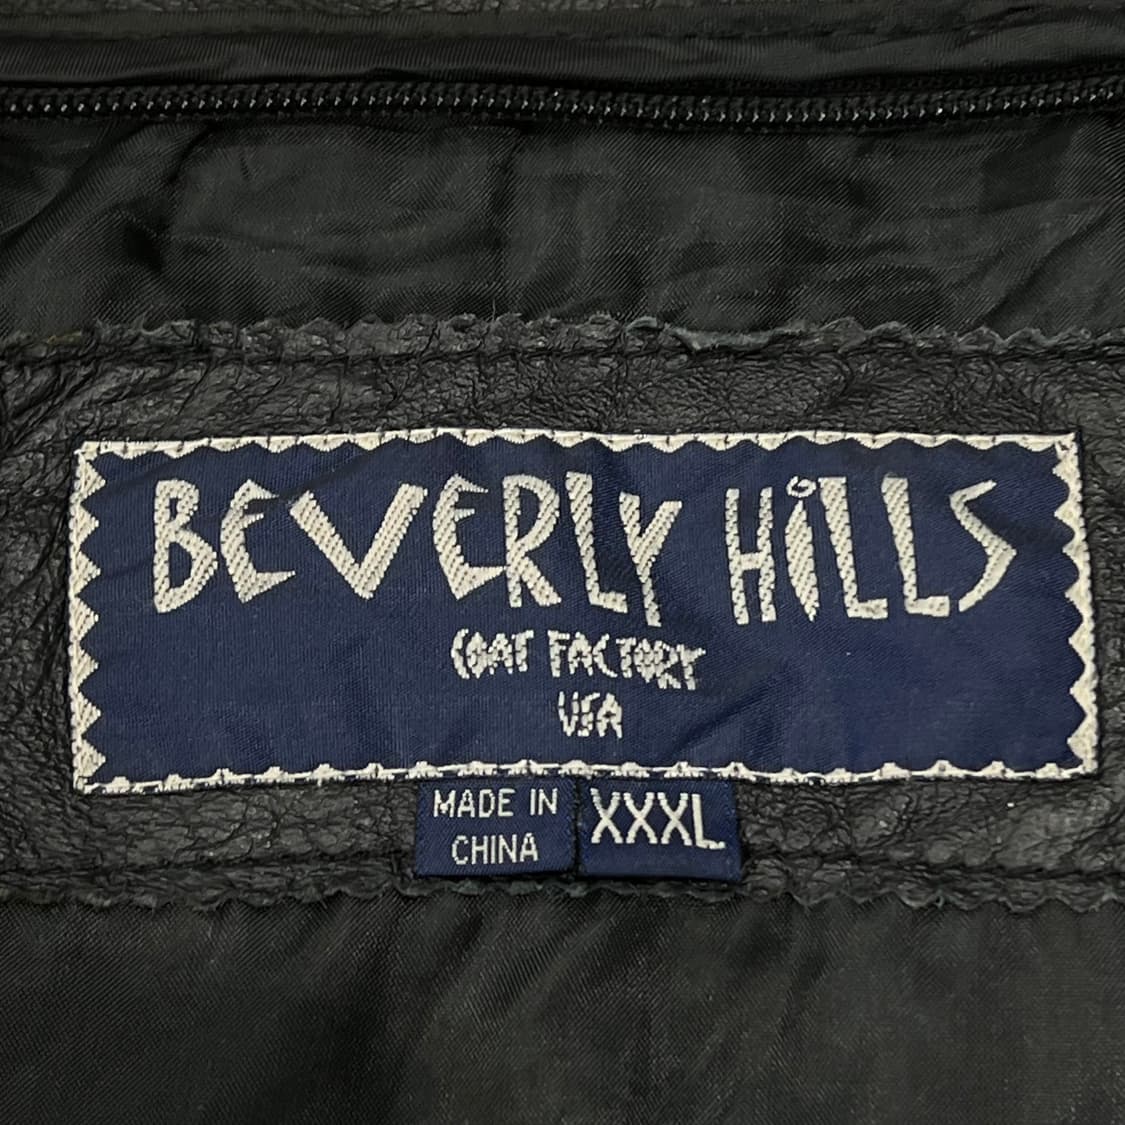 BEVERLY HiLLS
COAT FACTORY
USA
MADE IN
CHINA
XXXL